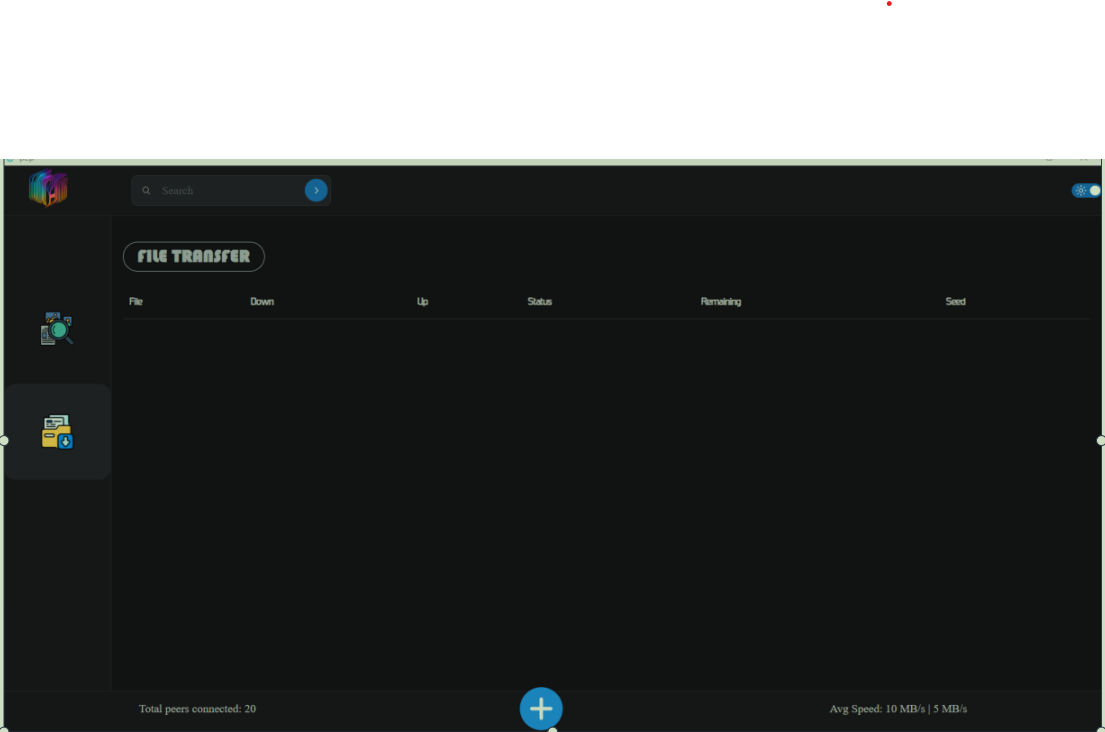 Search
FILE TRANSFER
File Down Up Status Remaining Seed
Total peers connected: 20
Avg Speed: 10 MB/s | 5 MB/s